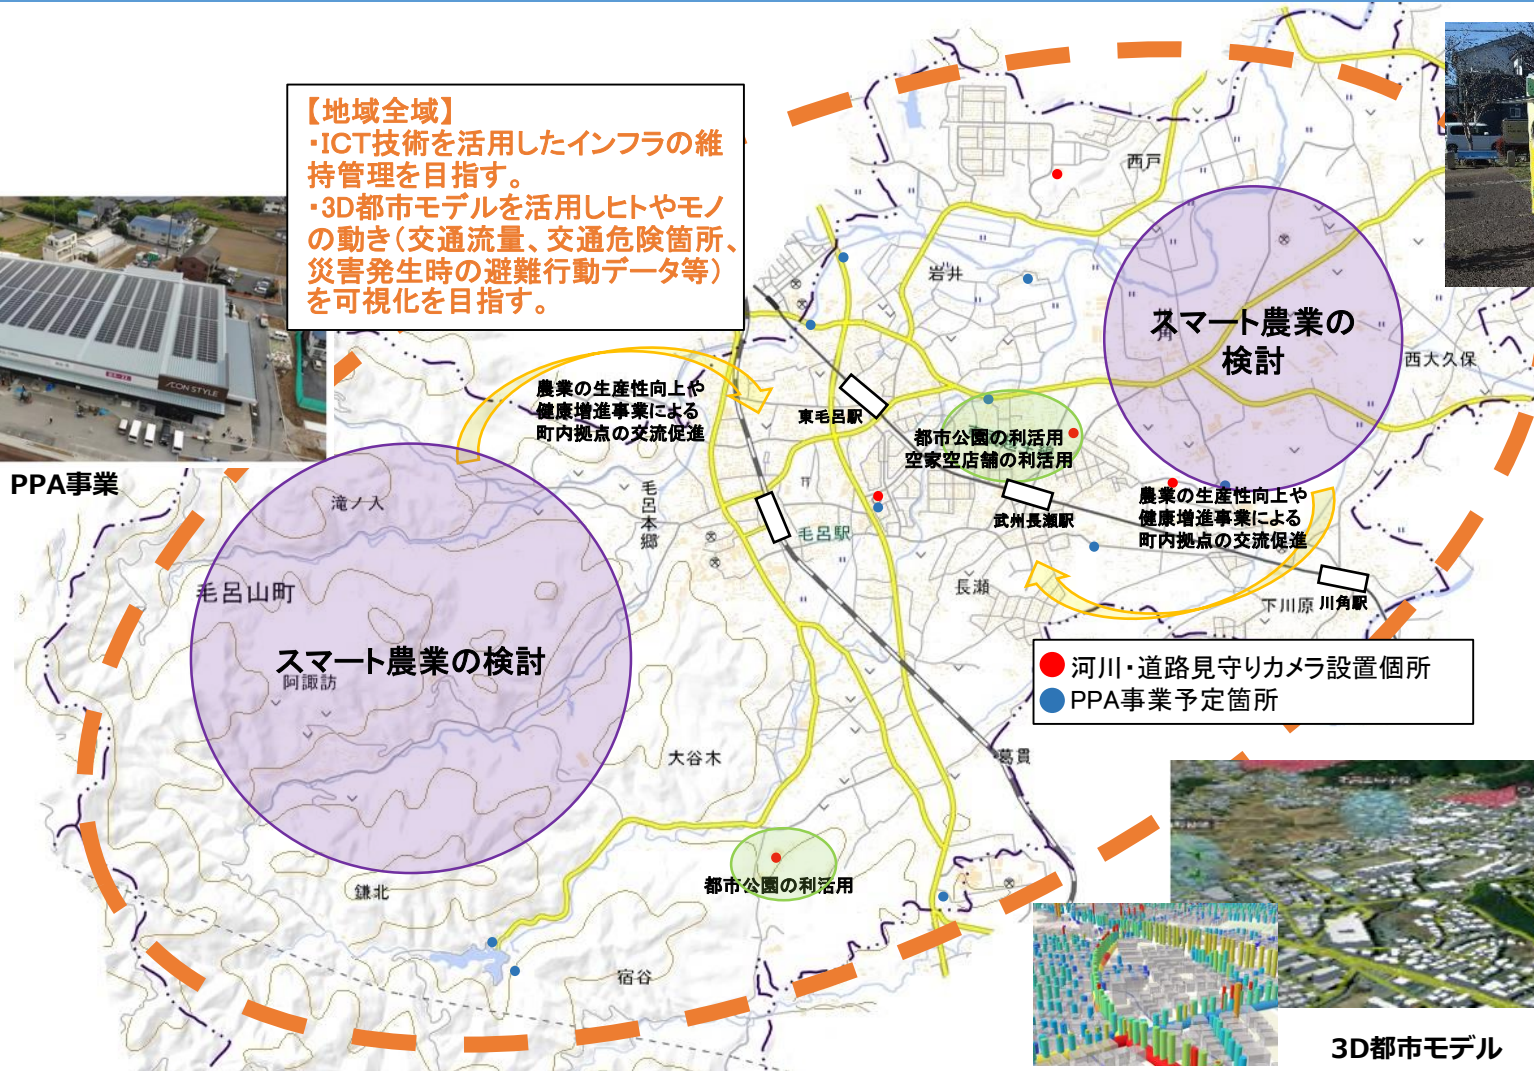 【地域全域】
・ICT技術を活用したインフラの維
持管理を目指す。
・3D都市モデルを活用しヒトやモノ
の動き（交通流量、交通危険箇所、
災害発生時の避難行動データ等）
を可視化を目指す。
ÆON STYLE
PPA事業
農業の生産性向上や
健康増進事業による
町内拠点の交流促進
西戸
岩井
スマート農業の
検討
西大久保
東毛呂駅
都市公園の利活用
空家空店舗の利活用
武州長瀬駅
農業の生産性向上や
健康増進事業による
町内拠点の交流促進
滝ノ入
毛呂本郷
毛呂駅
毛呂山町
長瀬
下川原
川角駅
スマート農業の検討
阿諏訪
河川・道路見守りカメラ設置個所
PPA事業予定箇所
大谷木
葛貫
都市公園の利活用
鎌北
宿谷
3D都市モデル